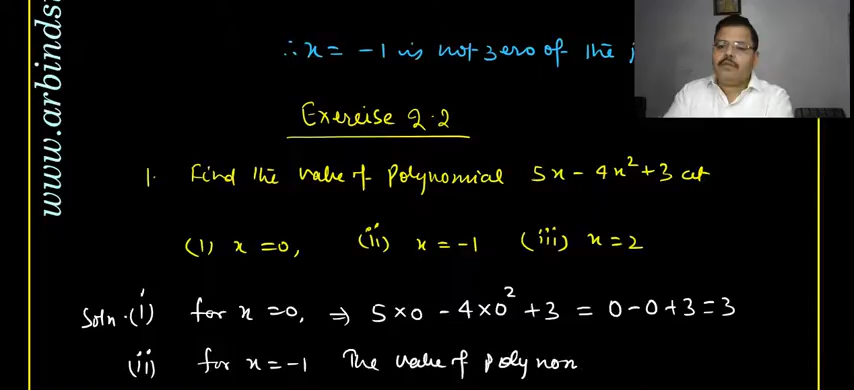 www.arbinds
∴ x = -1 is not zero of the
Exercise 2.2
1. Find the value of Polynomial 5x - 4x² + 3 at
(i) x = 0, (ii) x = -1 (iii) x = 2
Soln. (i) for x = 0, ⇒ 5 × 0 - 4 × 0² + 3 = 0 - 0 + 3 = 3
(ii) for x = -1 The value of polynom